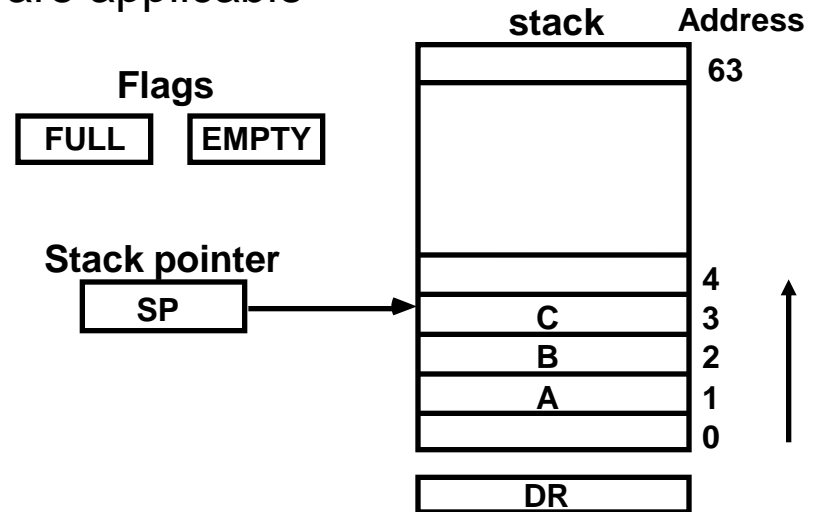 are applicable
stack Address
63
Flags
FULL EMPTY
Stack pointer
SP
4
C 3
B 2
A 1
0
DR